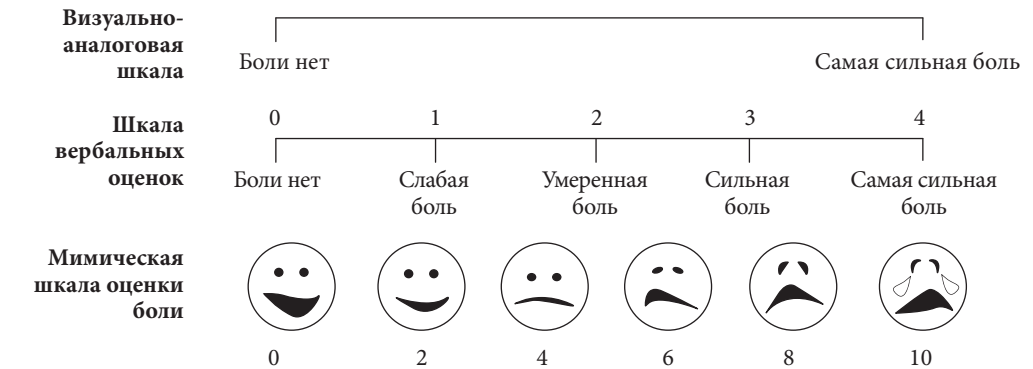 Визуально-
аналоговая
шкала
Боли нет
Самая сильная боль
Шкала
вербальных
оценок
0 1 2 3 4
Боли нет
Слабая
боль
Умеренная
боль
Сильная
боль
Самая сильная
боль
Мимическая
шкала оценки
боли
0 2 4 6 8 10